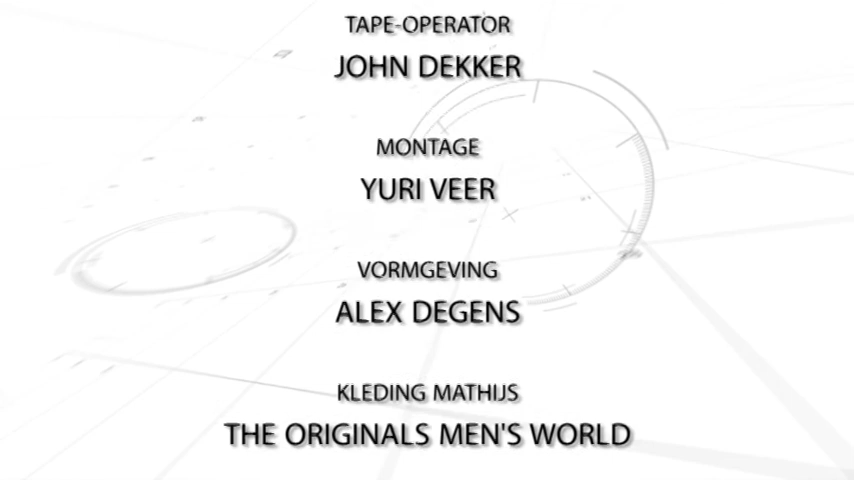 TAPE-OPERATOR
JOHN DEKKER
MONTAGE
YURI VEER
VORMGEVING
ALEX DEGENS
KLEDING MATHIJS
THE ORIGINALS MEN'S WORLD